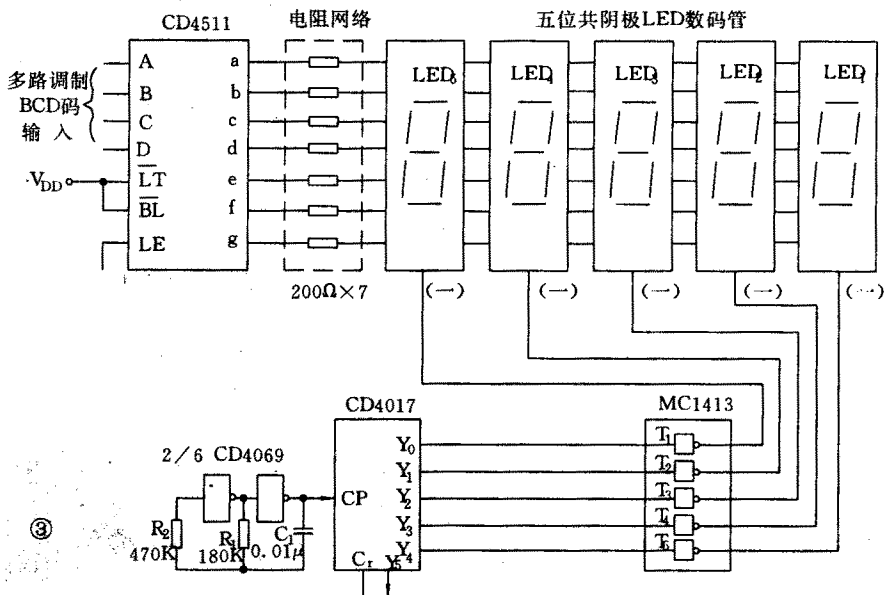 CD4511
电阻网络
五位共阴极LED数码管
多路调制
BCD码
输 入
A
B
C
D
LT
BL
LE
VDD
a
b
c
d
e
f
g
200Ω×7
LED5
LED4
LED3
LED2
LED1
(一)
(一)
(一)
(一)
(一)
CD4017
MC1413
2/6 CD4069
CP
Y0
Y1
Y2
Y3
Y4
Cr
Y5
T1
T2
T3
T4
T5
R2
470K
R1
180K
C1
0.01μ
③